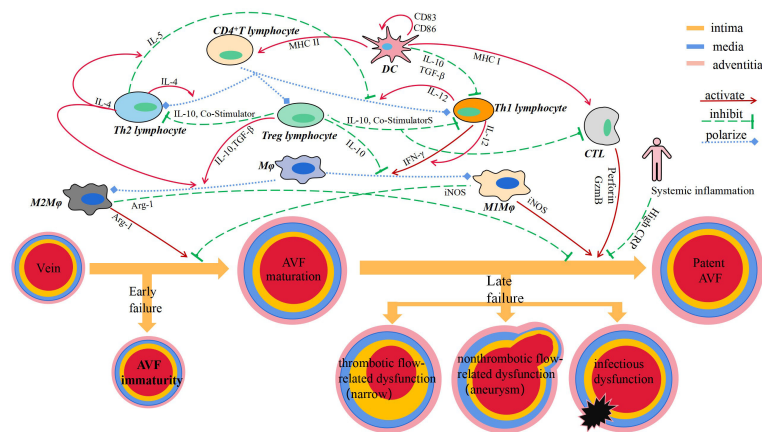 CD83
CD86
CD4+T lymphocyte
MHC II
DC
MHC I
IL-10
TGF-β
IL-5
IL-4
IL-4
Th2 lymphocyte
IL-10, Co-Stimulator
Treg lymphocyte
IL-10, Co-StimulatorS
IL-12
Th1 lymphocyte
IL-12
CTL
IL-10,TGF-β
IL-10
IFN-γ
Mφ
M2Mφ
Arg-1
Arg-1
iNOS
M1Mφ
iNOS
Perforin
GzmB
Systemic inflammation
High CRP
intima
media
adventitia
activate
inhibit
polarize
Vein
AVF
maturation
Patent
AVF
Early
failure
Late
failure
AVF
immaturity
thrombotic flow-
related dysfunction
(narrow)
nonthrombotic flow-
related dysfunction
(aneurysm)
infectious
dysfunction